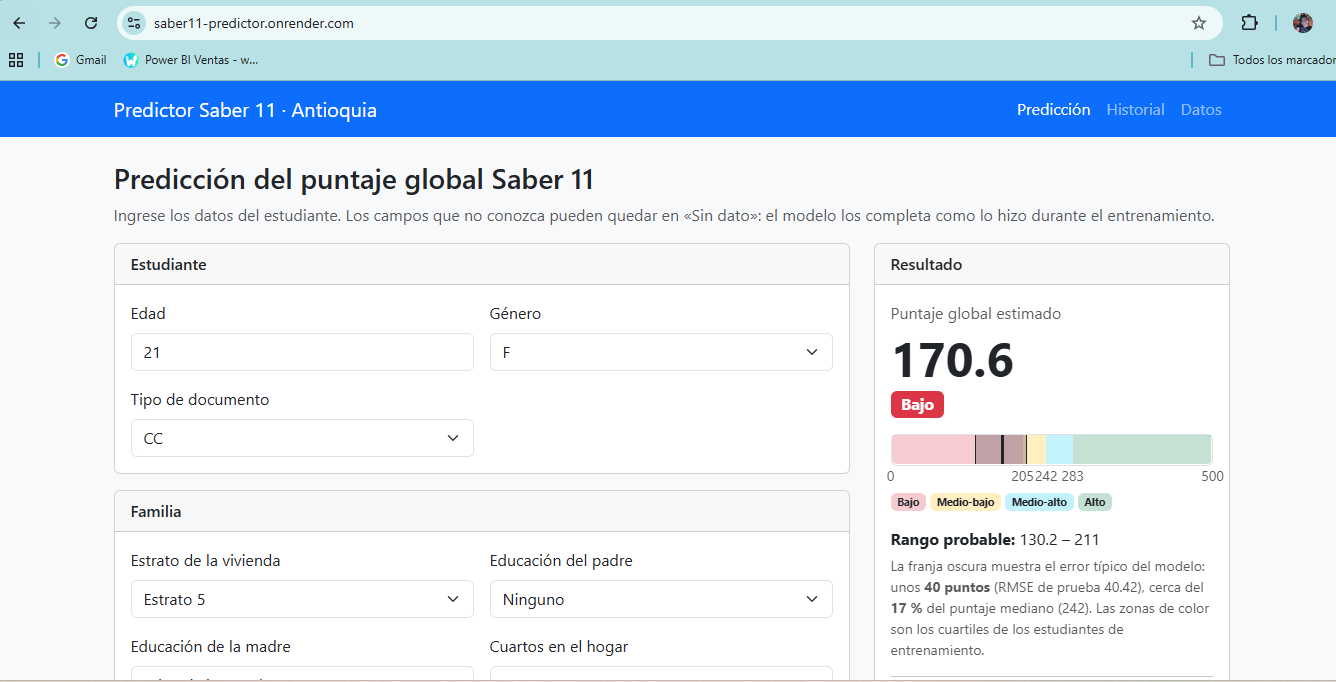 saber11-predictor.onrender.com
Gmail
Power BI Ventas - w...
Todos los marcador
Predictor Saber 11 · Antioquia
Predicción
Historial
Datos
Predicción del puntaje global Saber 11
Ingrese los datos del estudiante. Los campos que no conozca pueden quedar en «Sin dato»: el modelo los completa como lo hizo durante el entrenamiento.
Estudiante
Edad
Género
21
F
Tipo de documento
CC
Familia
Estrato de la vivienda
Educación del padre
Estrato 5
Ninguno
Educación de la madre
Cuartos en el hogar
Resultado
Puntaje global estimado
170.6
Bajo
0 205 242 283 500
Bajo Medio-bajo Medio-alto Alto
Rango probable: 130.2 – 211
La franja oscura muestra el error típico del modelo:
unos 40 puntos (RMSE de prueba 40.42), cerca del
17 % del puntaje mediano (242). Las zonas de color
son los cuartiles de los estudiantes de
entrenamiento.